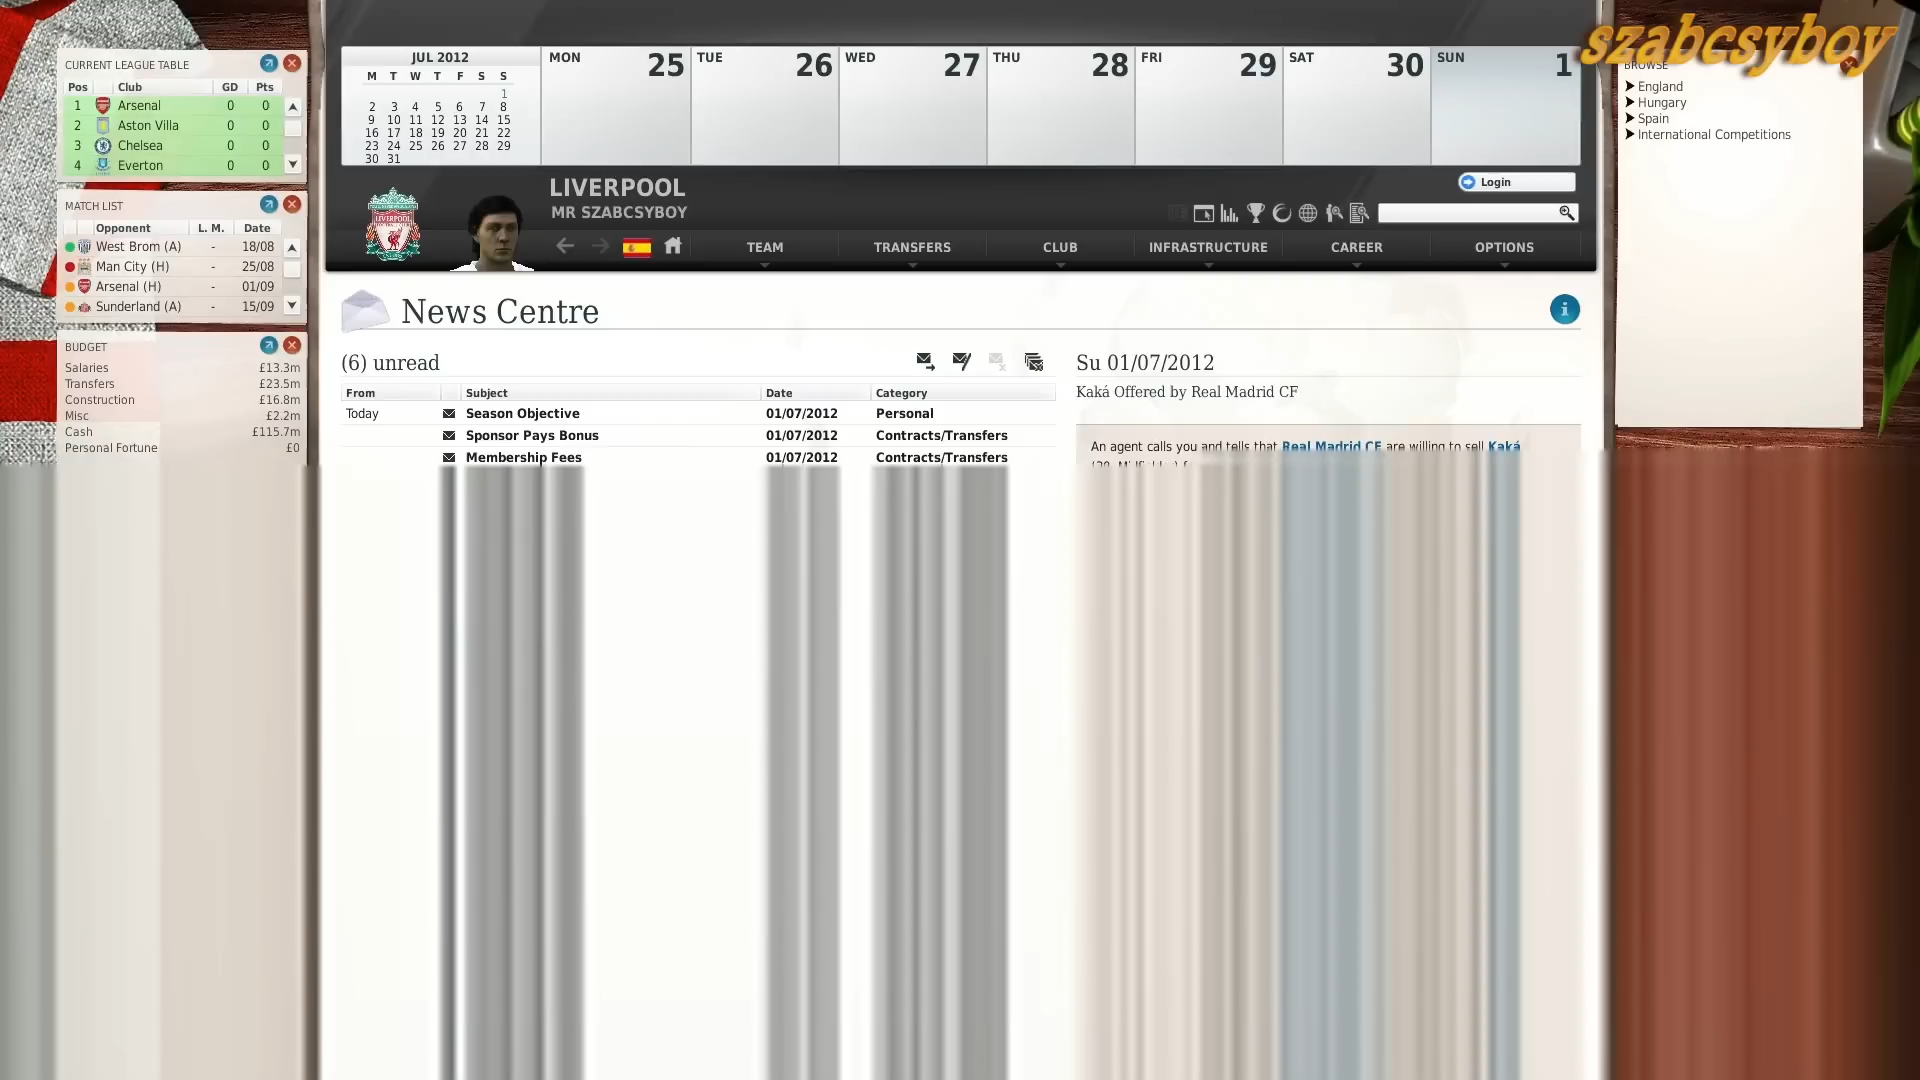 szabcsyboy
CURRENT LEAGUE TABLE
Pos Club GD Pts
1 Arsenal 0 0
2 Aston Villa 0 0
3 Chelsea 0 0
4 Everton 0 0
MATCH LIST
Opponent L. M. Date
West Brom (A) - 18/08
Man City (H) - 25/08
Arsenal (H) - 01/09
Sunderland (A) - 15/09
BUDGET
Salaries £13.3m
Transfers £23.5m
Construction £16.8m
Misc £2.2m
Cash £115.7m
Personal Fortune £0
JUL 2012
M T W T F S S
1
2 3 4 5 6 7 8
9 10 11 12 13 14 15
16 17 18 19 20 21 22
23 24 25 26 27 28 29
30 31
MON 25 TUE 26 WED 27 THU 28 FRI 29 SAT 30 SUN 1
LIVERPOOL
MR SZABCSYBOY
Login
TEAM TRANSFERS CLUB INFRASTRUCTURE CAREER OPTIONS
News Centre
(6) unread
From Subject Date Category
Today Season Objective 01/07/2012 Personal
Sponsor Pays Bonus 01/07/2012 Contracts/Transfers
Membership Fees 01/07/2012 Contracts/Transfers
Su 01/07/2012
Kaká Offered by Real Madrid CF
An agent calls you and tells that Real Madrid CF are willing to sell Kaká
BROWSE
England
Hungary
Spain
International Competitions